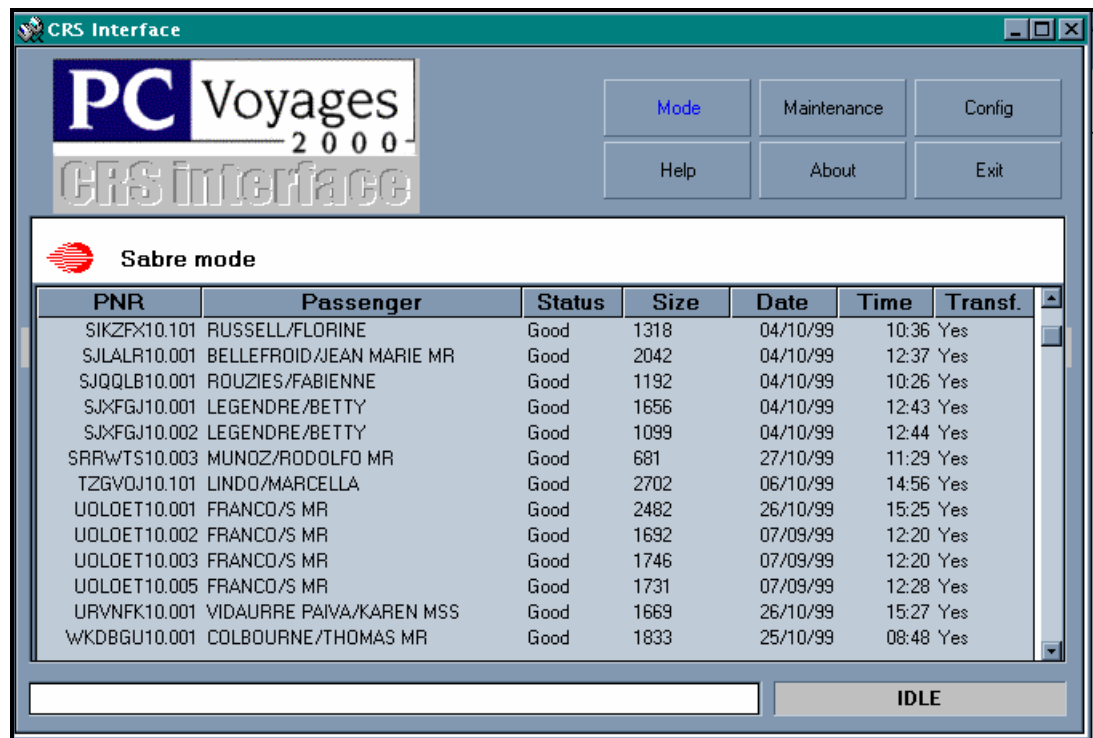 CRS Interface
PC Voyages
2000
CRS interface
Mode Maintenance Config
Help About Exit
Sabre mode
PNR Passenger Status Size Date Time Transf.
SIKZFX10.101 RUSSELL/FLORINE Good 1318 04/10/99 10:36 Yes
SJLALR10.001 BELLEFROID/JEAN MARIE MR Good 2042 04/10/99 12:37 Yes
SJQQLB10.001 ROUZIES/FABIENNE Good 1192 04/10/99 10:26 Yes
SJXFGJ10.001 LEGENDRE/BETTY Good 1656 04/10/99 12:43 Yes
SJXFGJ10.002 LEGENDRE/BETTY Good 1099 04/10/99 12:44 Yes
SRRWTS10.003 MUNOZ/RODOLFO MR Good 681 27/10/99 11:29 Yes
TZGVOJ10.101 LINDO/MARCELLA Good 2702 06/10/99 14:56 Yes
UOLOET10.001 FRANCO/S MR Good 2482 26/10/99 15:25 Yes
UOLOET10.002 FRANCO/S MR Good 1692 07/09/99 12:20 Yes
UOLOET10.003 FRANCO/S MR Good 1746 07/09/99 12:20 Yes
UOLOET10.005 FRANCO/S MR Good 1731 07/09/99 12:28 Yes
URVNFK10.001 VIDAURRE PAIVA/KAREN MSS Good 1669 26/10/99 15:27 Yes
WKDBGU10.001 COLBOURNE/THOMAS MR Good 1833 25/10/99 08:48 Yes
IDLE